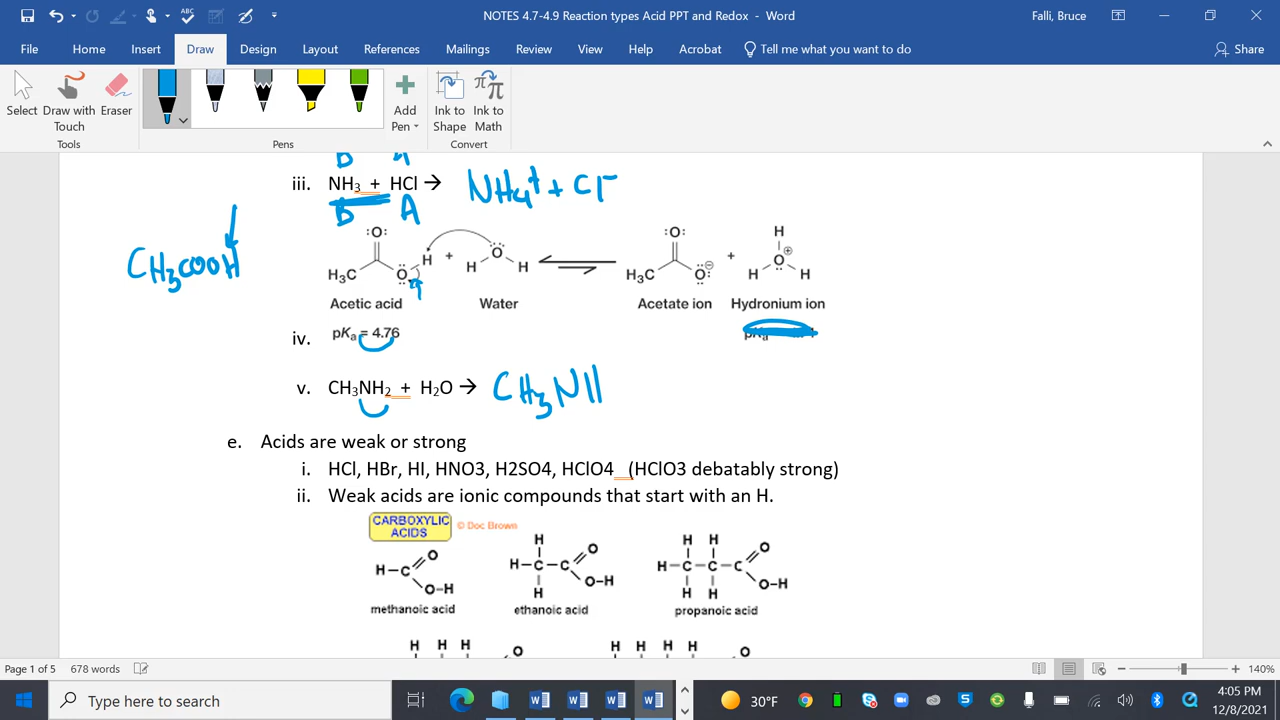 NOTES 4.7-4.9 Reaction types Acid PPT and Redox - Word
Falli, Bruce
File Home Insert Draw Design Layout References Mailings Review View Help Acrobat Tell me what you want to do Share
Select Draw with Touch Eraser Add Pen Ink to Shape Ink to Math
Tools Pens Convert
B A
iii. NH3 + HCl → NH4+ + Cl-
B A
CH3COOH
:O: H
H3C O H + H O H H3C O: ⊖ + H O ⊕ H
Acetic acid Water Acetate ion Hydronium ion
iv. pKa = 4.76
v. CH3NH2 + H2O → CH3N
e. Acids are weak or strong
i. HCl, HBr, HI, HNO3, H2SO4, HClO4 (HClO3 debatably strong)
ii. Weak acids are ionic compounds that start with an H.
CARBOXYLIC ACIDS © Doc Brown
H-C O O-H
H H-C-C O O-H H
H H H-C-C-C O O-H H H
methanoic acid ethanoic acid propanoic acid
H H H O H H H H O
Page 1 of 5 678 words 140%
Type here to search 30°F 4:05 PM
12/8/2021